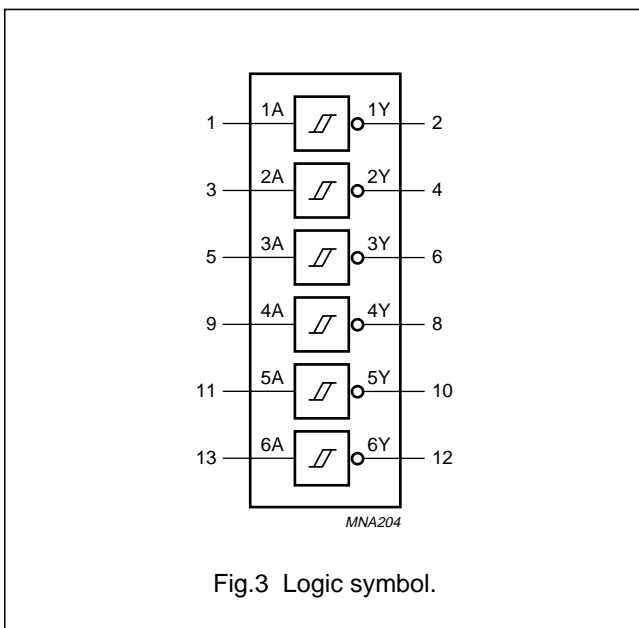 1 1A 1Y 2
3 2A 2Y 4
5 3A 3Y 6
9 4A 4Y 8
11 5A 5Y 10
13 6A 6Y 12
MNA204
Fig.3 Logic symbol.